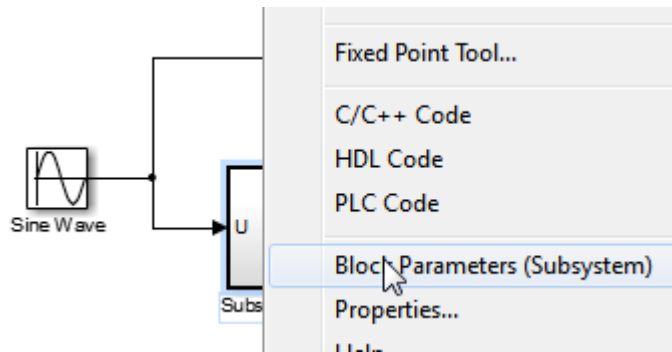 Fixed Point Tool...
C/C++ Code
HDL Code
PLC Code
Block Parameters (Subsystem)
Properties...
Sine Wave
U
Subs